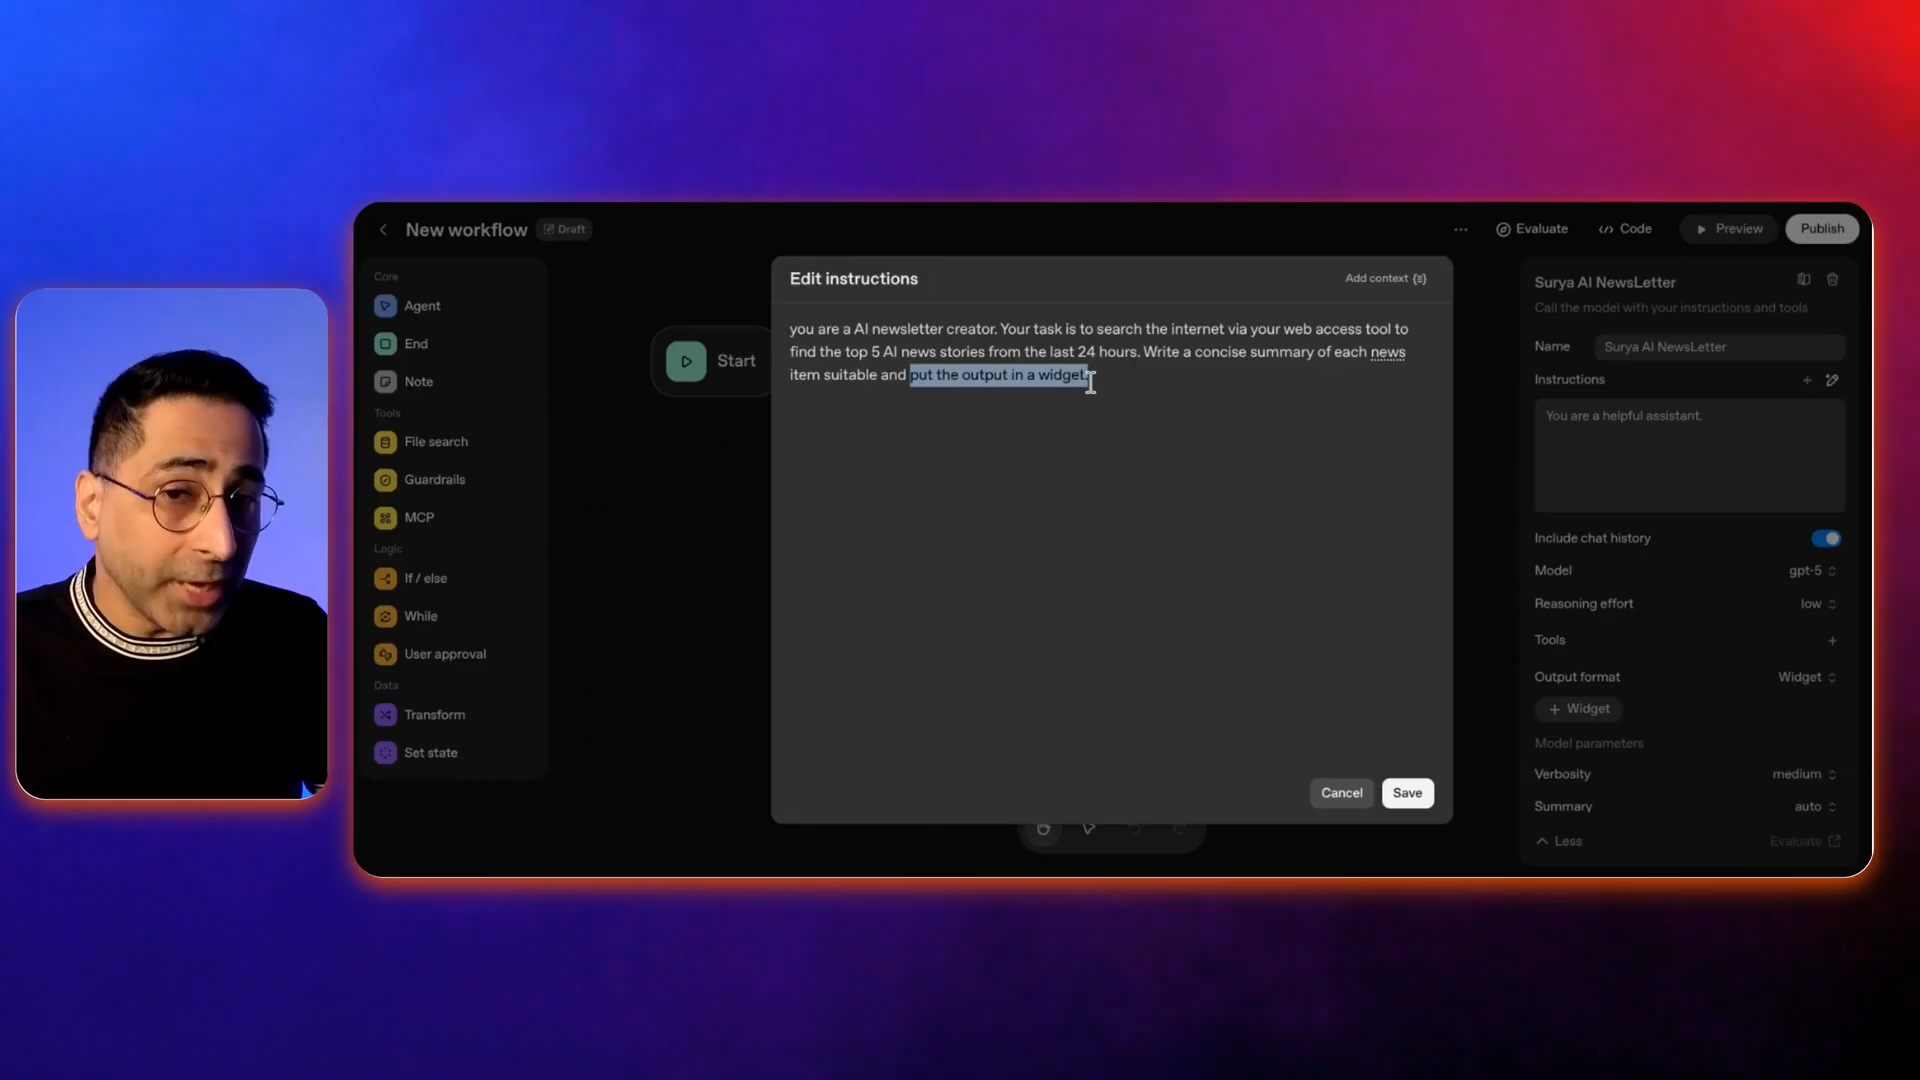 New workflow
Draft
Evaluate
Code
Preview
Publish
Core
Agent
End
Note
Tools
File search
Guardrails
MCP
Logic
If / else
While
User approval
Data
Transform
Set state
Start
Edit instructions
Add context
you are a AI newsletter creator. Your task is to search the internet via your web access tool to
find the top 5 AI news stories from the last 24 hours. Write a concise summary of each news
item suitable and put the output in a widget.
Cancel
Save
Surya AI NewsLetter
Call the model with your instructions and tools
Name
Surya AI NewsLetter
Instructions
You are a helpful assistant.
Include chat history
Model
gpt-5
Reasoning effort
low
Tools
Output format
Widget
Widget
Model parameters
Verbosity
medium
Summary
auto
Less
Evaluate